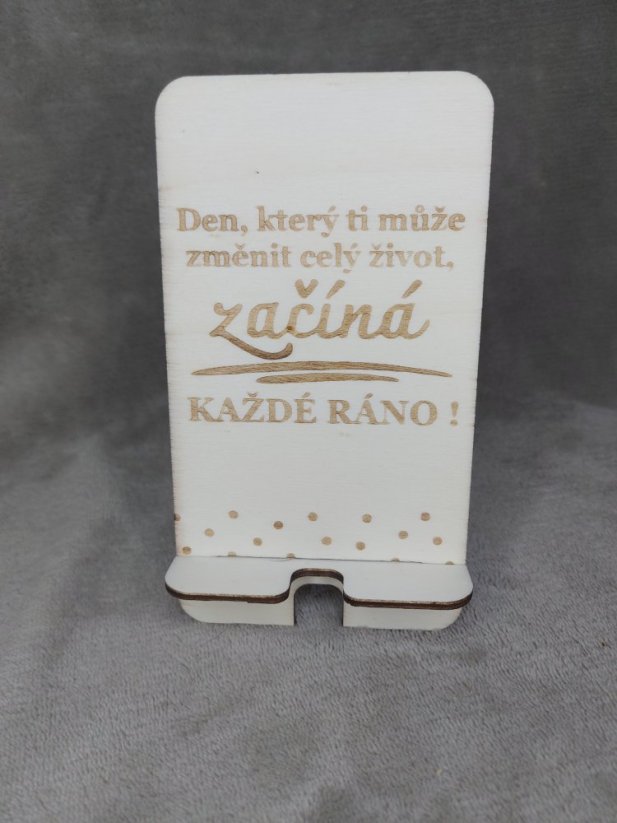 Den, který ti může
změnit celý život,
začíná
KAŽDÉ RÁNO !